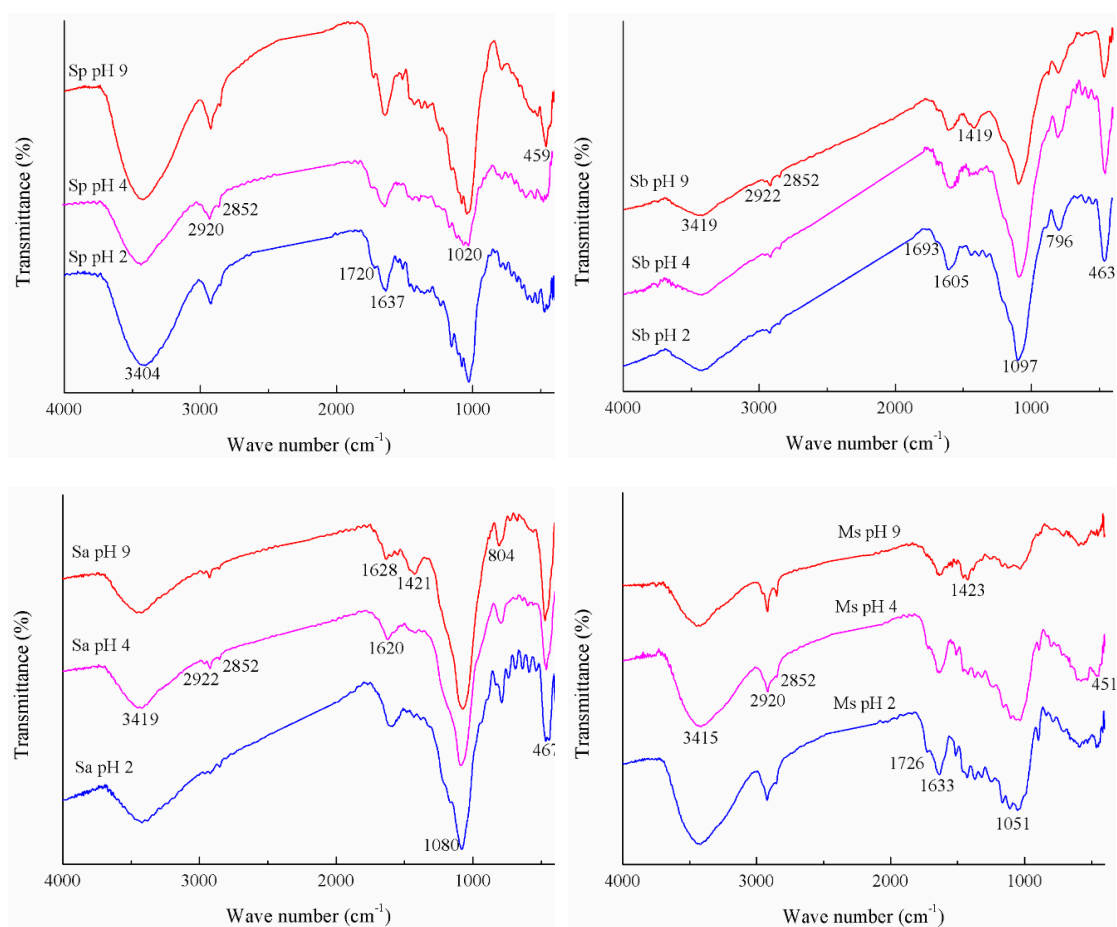 Transmittance (%)
Sp pH 9
459
Sp pH 4
2920
2852
1020
Sp pH 2
1720
1637
3404
4000 3000 2000 1000
Wave number (cm⁻¹)
Transmittance (%)
1419
Sb pH 9
3419
2922
2852
Sb pH 4
1693
1605
796
463
Sb pH 2
1097
4000 3000 2000 1000
Wave number (cm⁻¹)
Transmittance (%)
Sa pH 9
1628
1421
804
Sa pH 4
3419
2922
2852
1620
Sa pH 2
467
1080
4000 3000 2000 1000
Wave number (cm⁻¹)
Transmittance (%)
Ms pH 9
1423
Ms pH 4
3415
2920
2852
451
Ms pH 2
1726
1633
1051
4000 3000 2000 1000
Wave number (cm⁻¹)